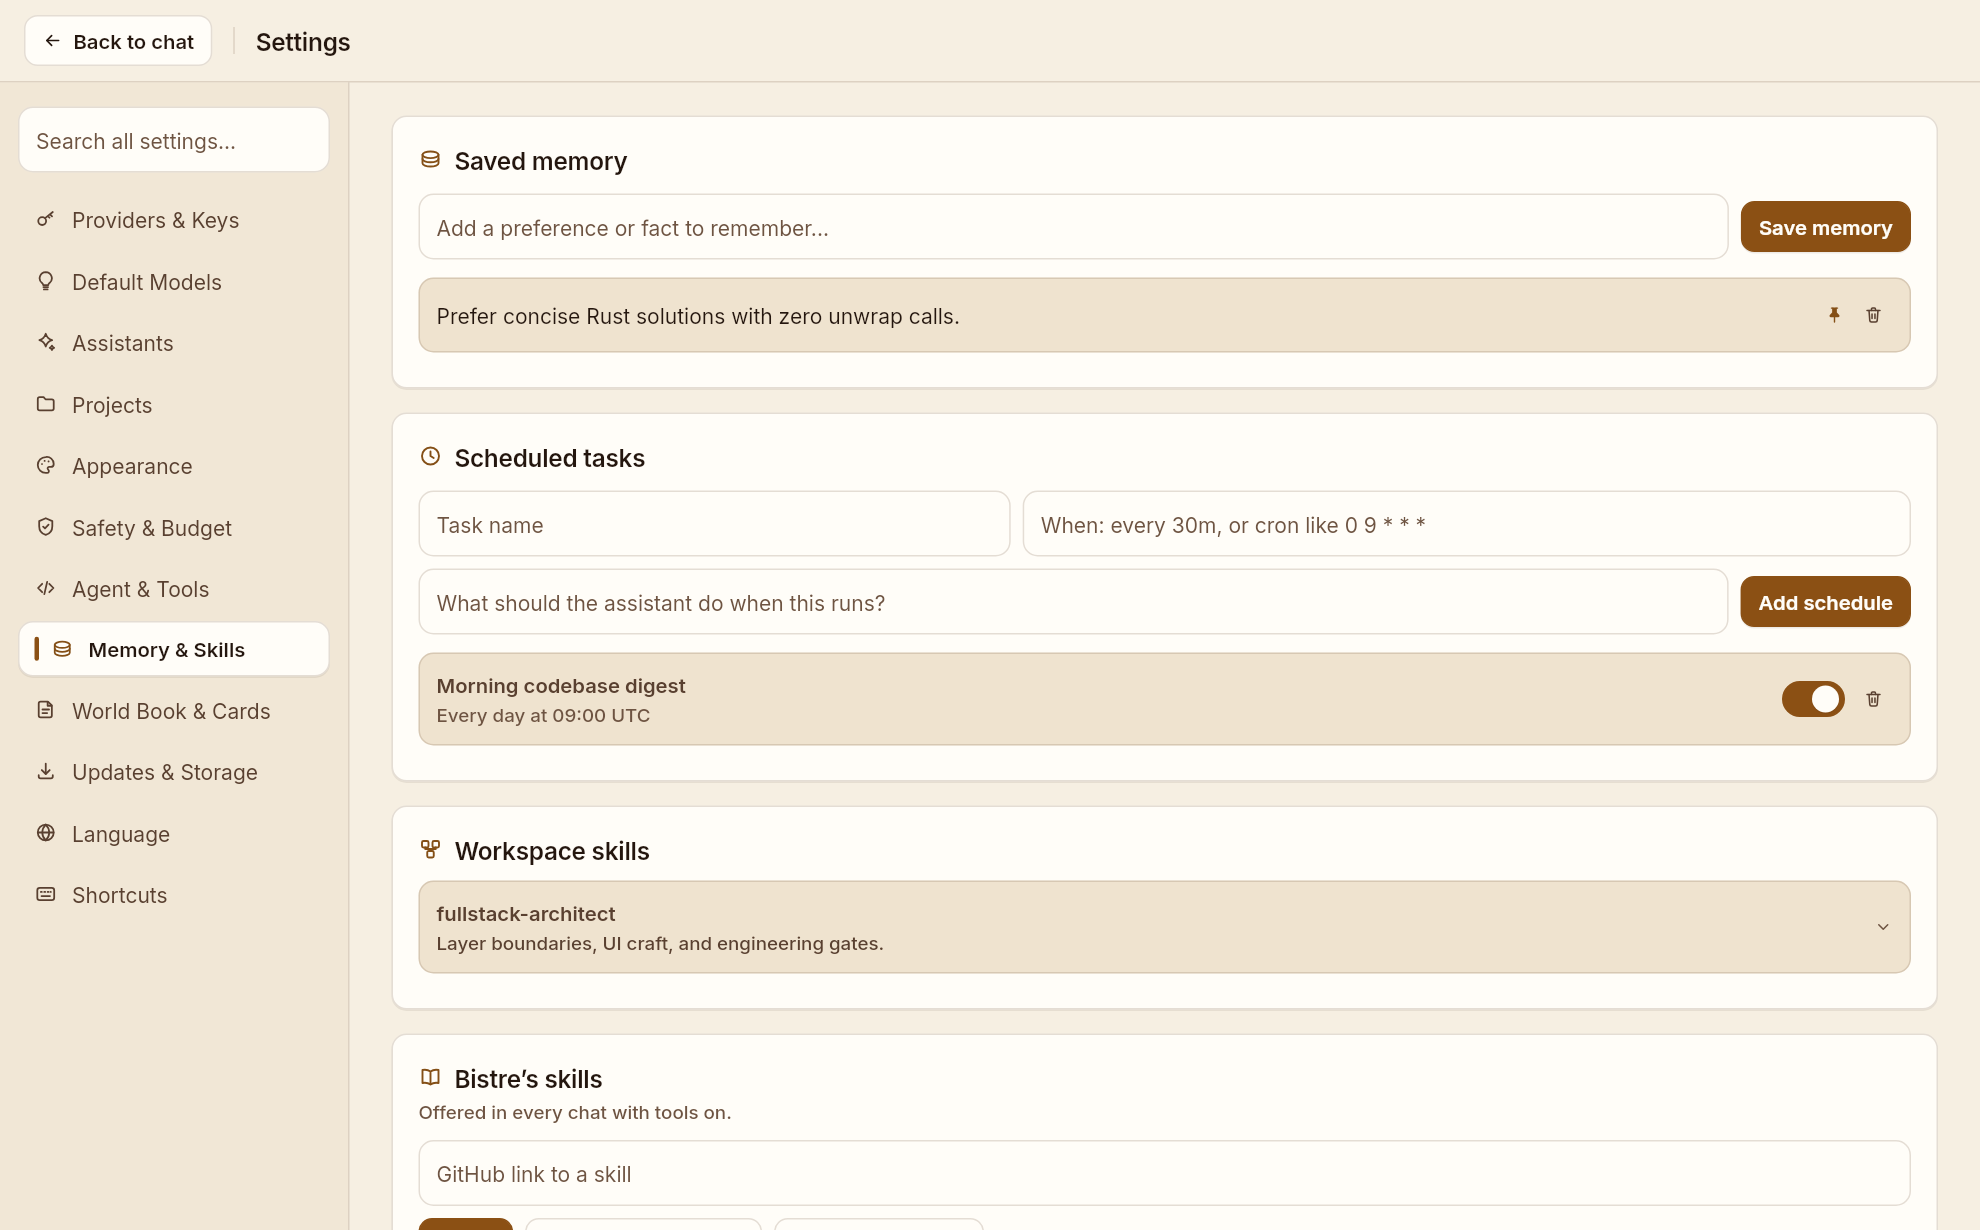 Back to chat
Settings
Search all settings...
Providers & Keys
Default Models
Assistants
Projects
Appearance
Safety & Budget
Agent & Tools
Memory & Skills
World Book & Cards
Updates & Storage
Language
Shortcuts
Saved memory
Add a preference or fact to remember...
Save memory
Prefer concise Rust solutions with zero unwrap calls.
Scheduled tasks
Task name
When: every 30m, or cron like 0 9 * * *
What should the assistant do when this runs?
Add schedule
Morning codebase digest
Every day at 09:00 UTC
Workspace skills
fullstack-architect
Layer boundaries, UI craft, and engineering gates.
Bistre’s skills
Offered in every chat with tools on.
GitHub link to a skill